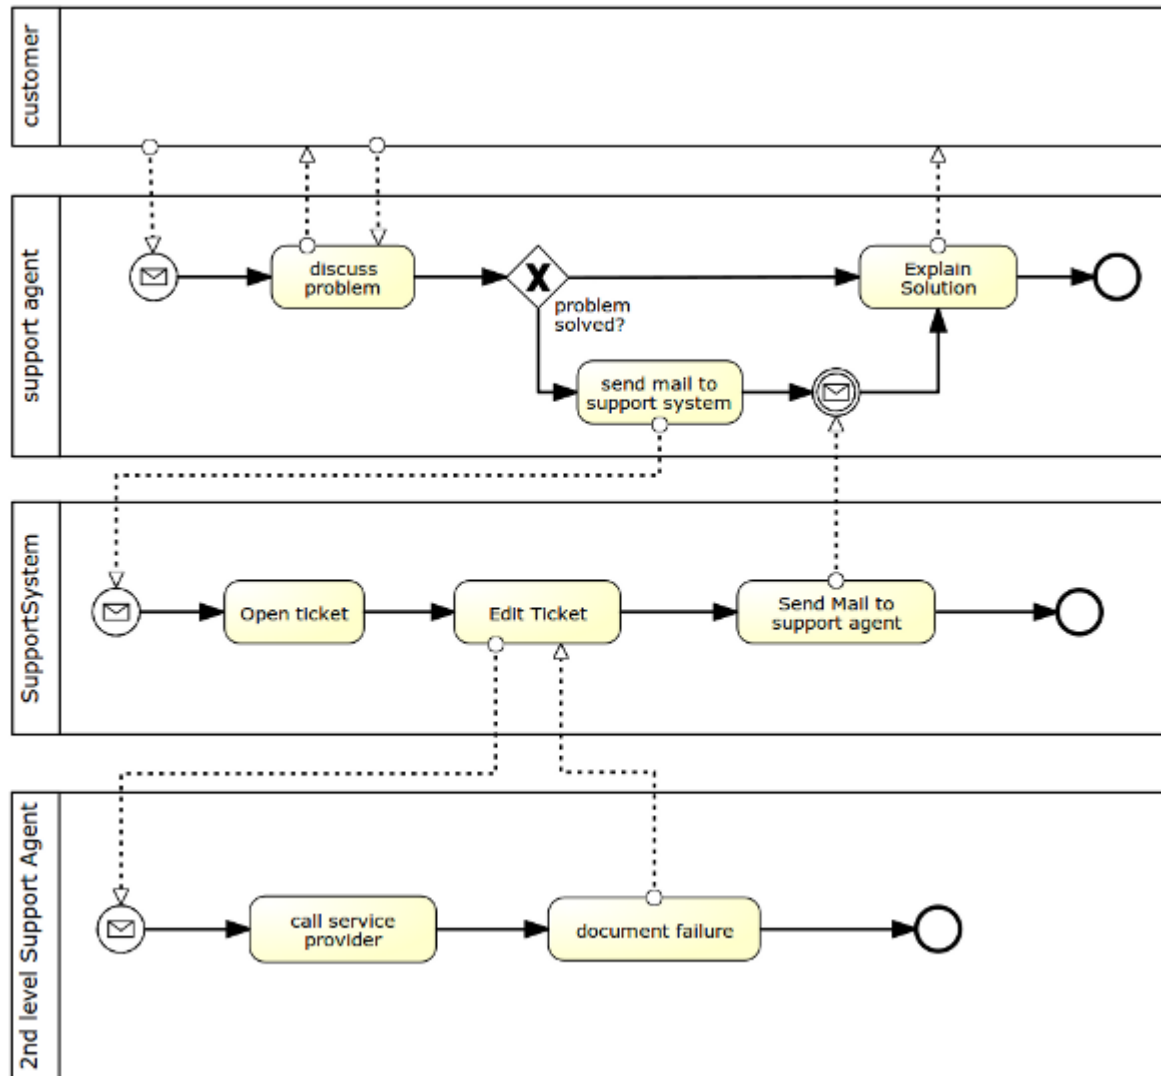 customer
support agent
discuss
problem
problem
solved?
Explain
Solution
send mail to
support system
SupportSystem
Open ticket
Edit Ticket
Send Mail to
support agent
2nd level Support Agent
call service
provider
document failure